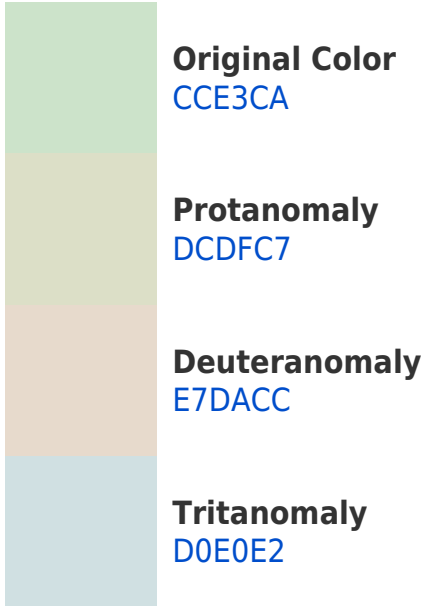 Original Color
CCE3CA
Protanomaly
DCDFC7
Deuteranomaly
E7DACC
Tritanomaly
D0E0E2